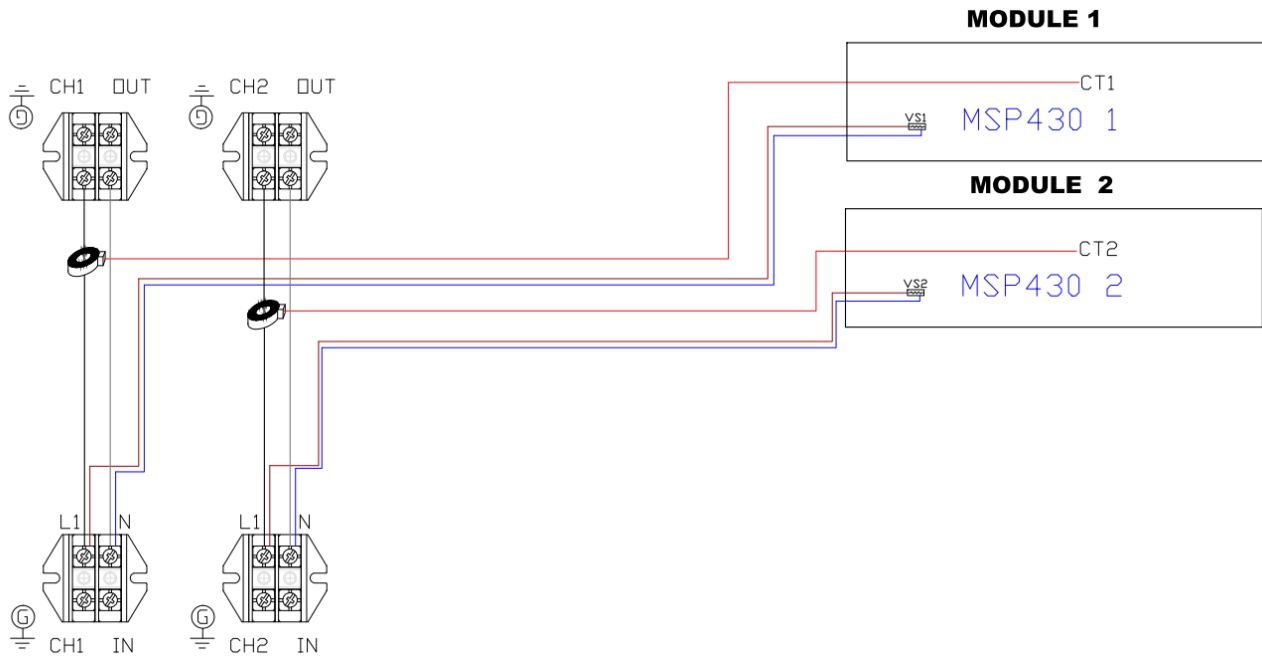 MODULE 1
CH1 OUT
CH2 OUT
G
G
CT1
VS1
MSP430 1
MODULE 2
CT2
VS2
MSP430 2
L1 N
L1 N
G
G
CH1 IN
CH2 IN